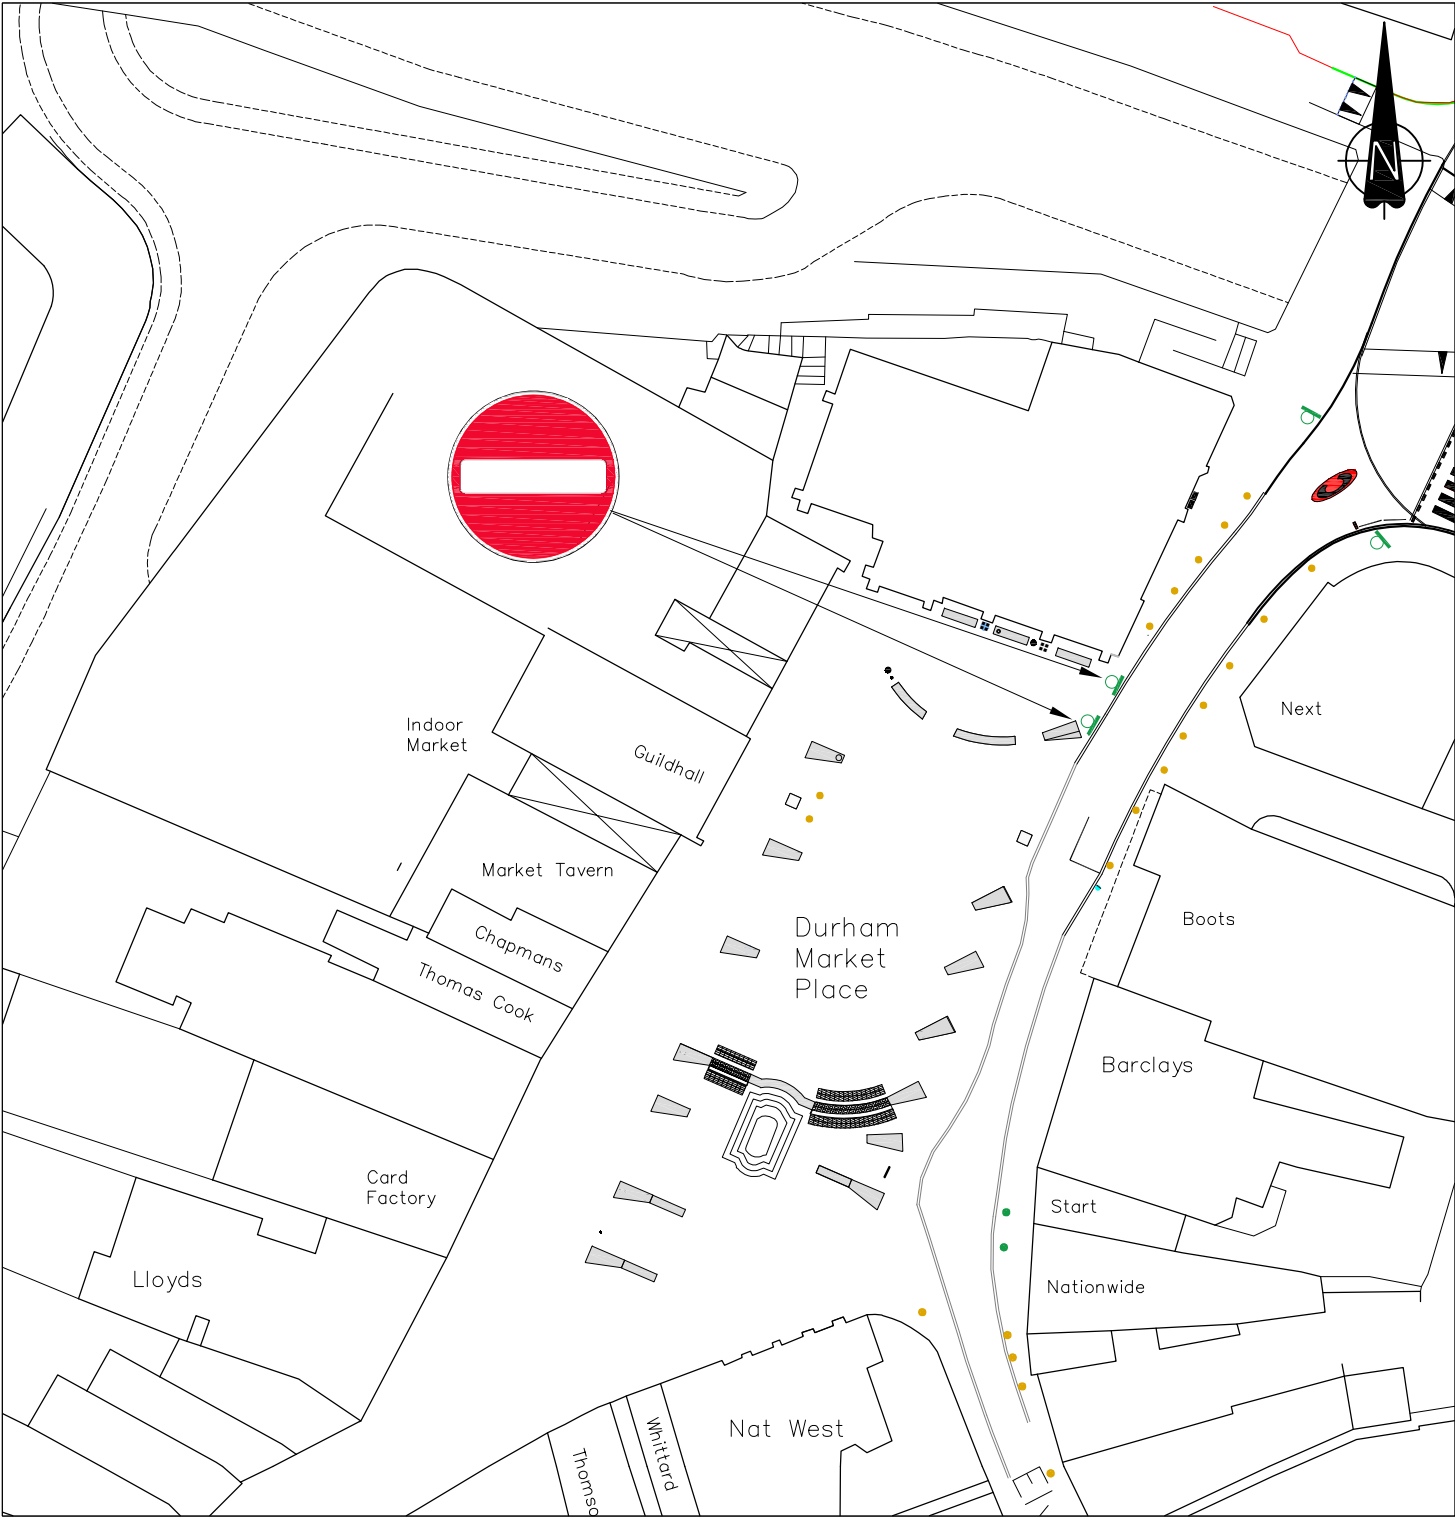 N
Next
Indoor
Market
Guildhall
Market Tavern
Boots
Durham
Market
Place
Chapmans
Thomas Cook
Barclays
Card
Factory
Start
Lloyds
Nationwide
Nat West
Whittard
Thomso